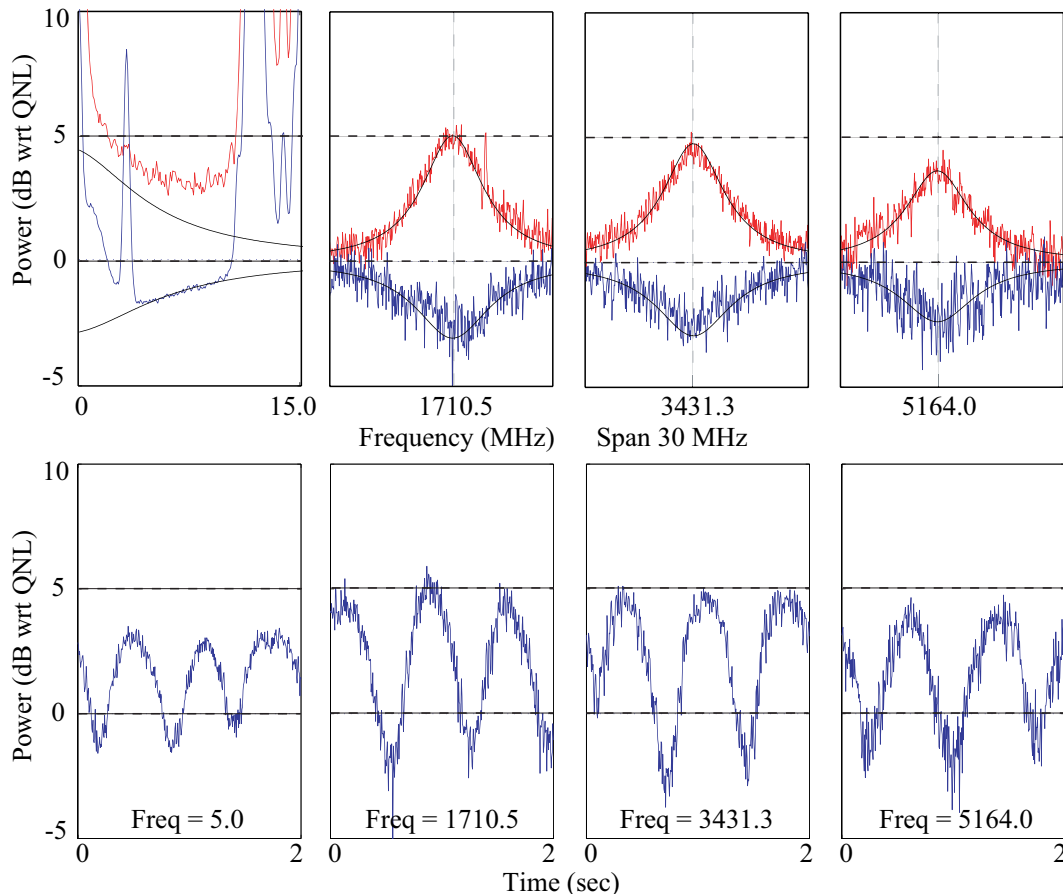 Power (dB wrt QNL)
10
5
0
-5
0
15.0
1710.5
3431.3
5164.0
Frequency (MHz)
Span 30 MHz
Power (dB wrt QNL)
10
5
0
-5
Freq = 5.0
Freq = 1710.5
Freq = 3431.3
Freq = 5164.0
0
2
0
2
0
2
0
2
Time (sec)